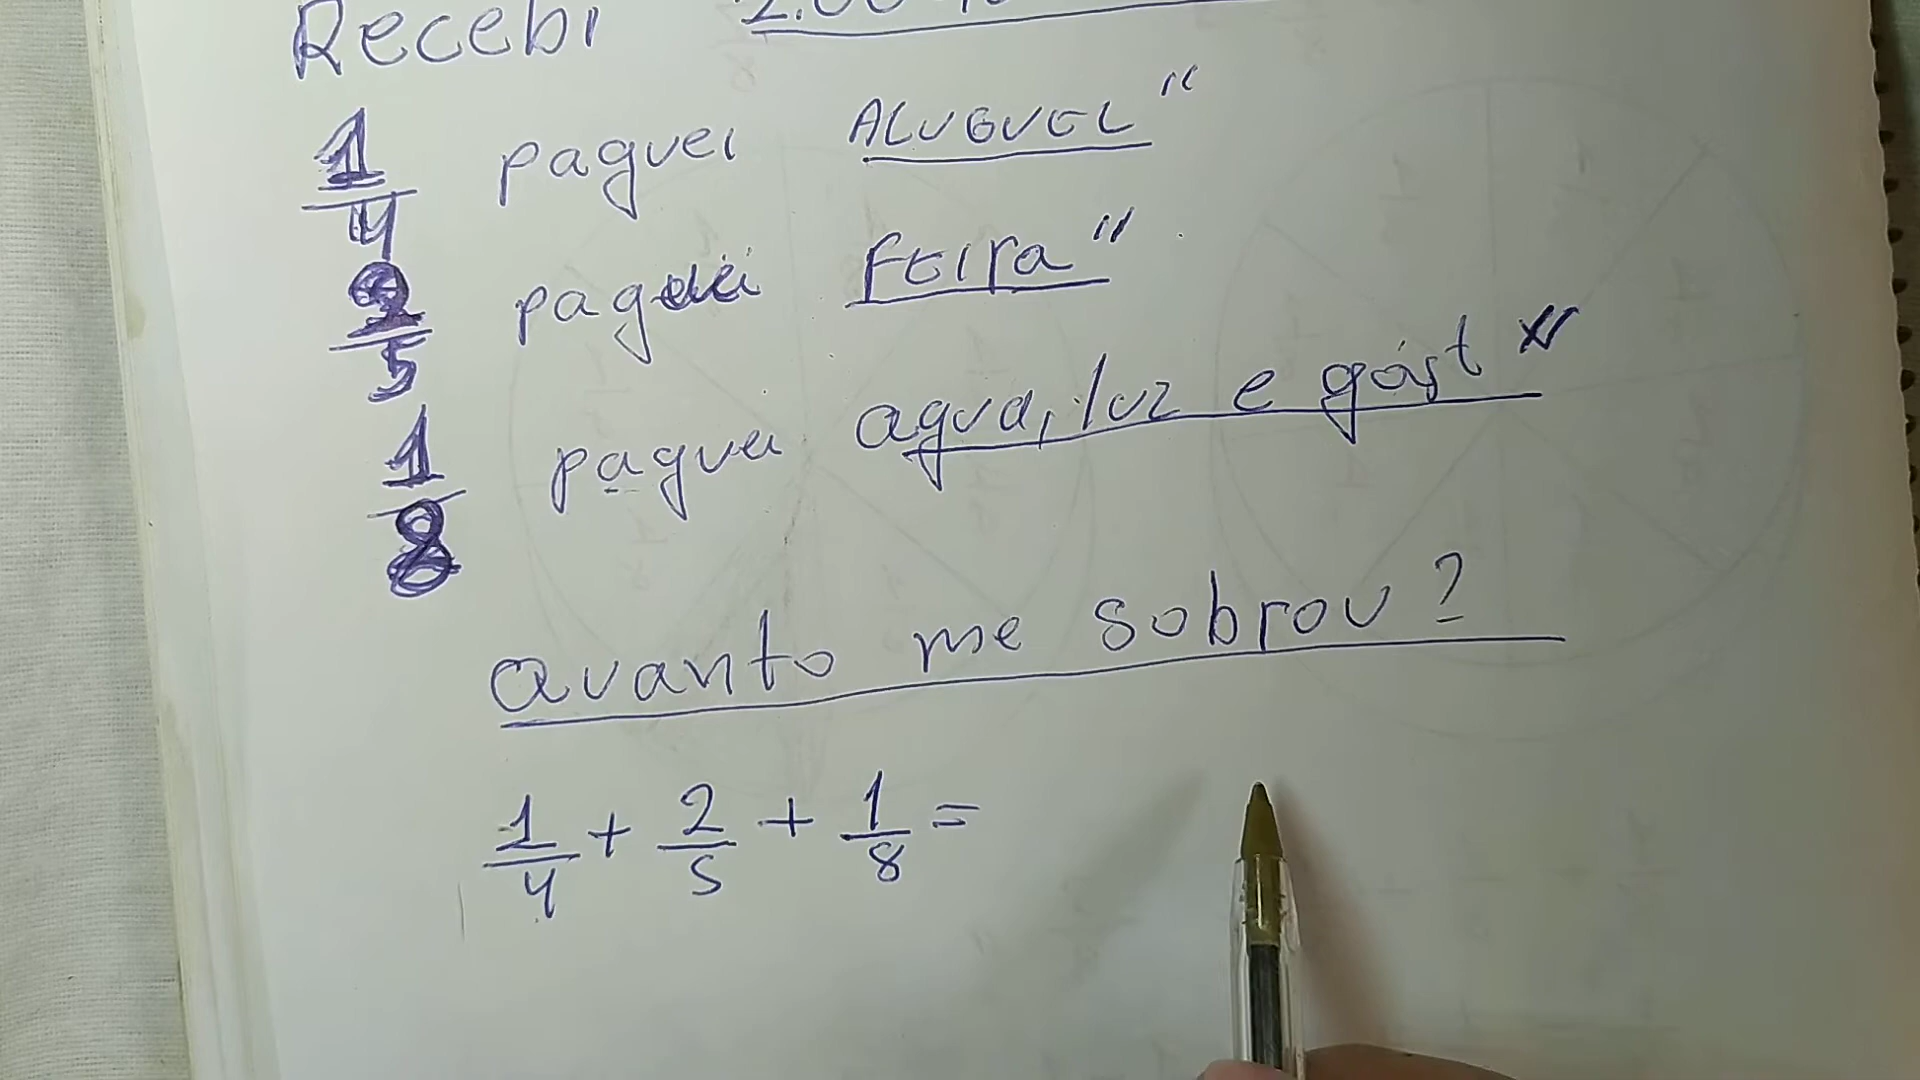 Recebi
1/4 paguei ALUGUEL"
2/5 paguei FEIra"
1/8 paguei agua, luz e
Quanto me sobrou?
1/4 + 2/5 + 1/8 =